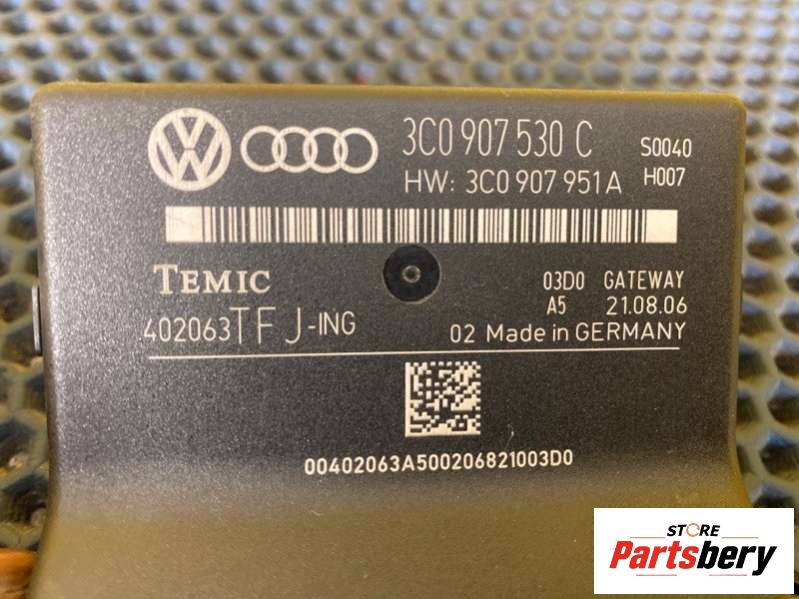 3C0 907 530 C
S0040
HW: 3C0 907 951 A
H007
TEMIC
03D0 GATEWAY
A5 21.08.06
402063TFJ-ING
02 Made in GERMANY
00402063A500206821003D0
STORE
Partsbery